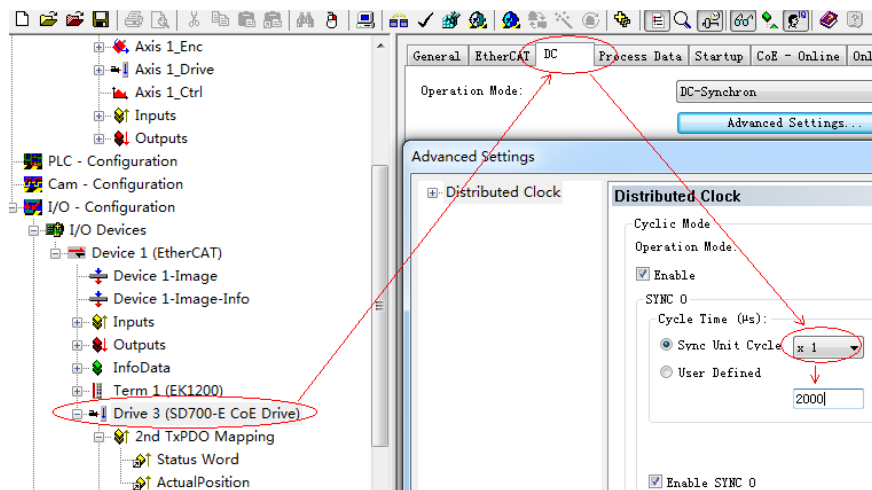 Axis 1_Enc
Axis 1_Drive
Axis 1_Ctrl
Inputs
Outputs
PLC - Configuration
Cam - Configuration
I/O - Configuration
I/O Devices
Device 1 (EtherCAT)
Device 1-Image
Device 1-Image-Info
Inputs
Outputs
InfoData
Term 1 (EK1200)
Drive 3 (SD700-E CoE Drive)
2nd TxPDO Mapping
Status Word
ActualPosition
General EtherCAT DC Process Data Startup CoE - Online Onl
Operation Mode: DC-Synchron
Advanced Settings...
Advanced Settings
Distributed Clock
Distributed Clock
Cyclic Mode
Operation Mode.
Enable
SYNC 0
Cycle Time (µs):
Sync Unit Cycle x 1
User Defined
2000
Enable SYNC 0